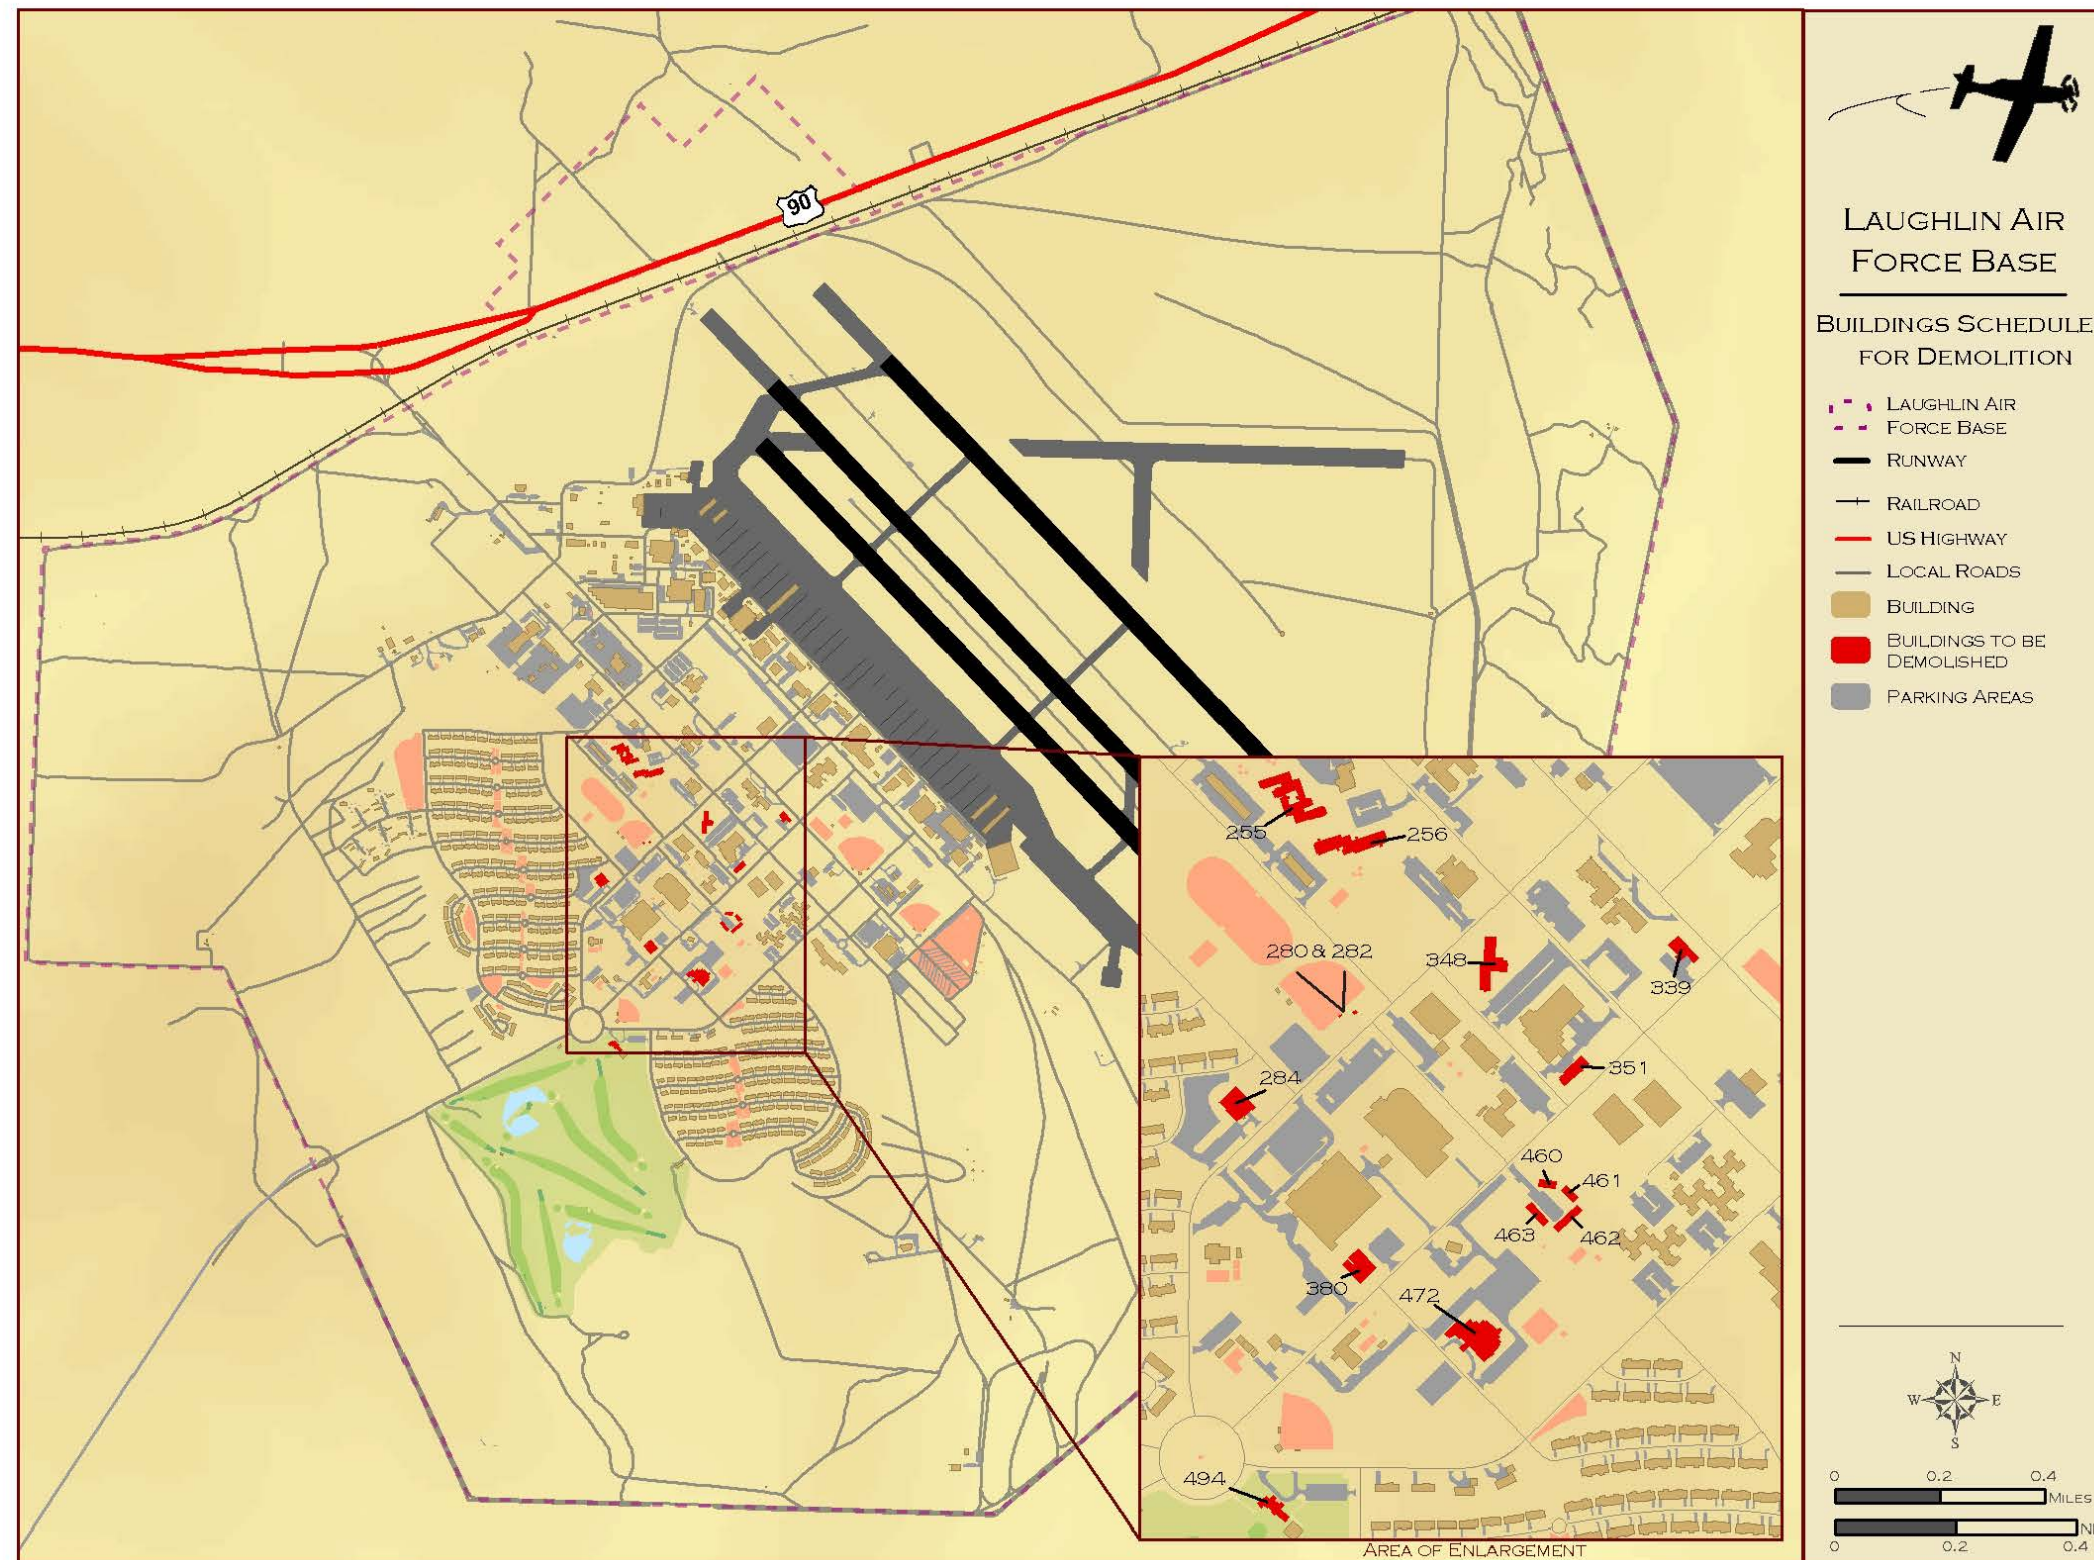 90
LAUGHLIN AIR
FORCE BASE
BUILDINGS SCHEDULE
FOR DEMOLITION
LAUGHLIN AIR
FORCE BASE
RUNWAY
RAILROAD
US HIGHWAY
LOCAL ROADS
BUILDING
BUILDINGS TO BE
DEMOLISHED
PARKING AREAS
255
256
280 & 282
348
339
284
351
460
461
463
462
380
472
494
AREA OF ENLARGEMENT
N
W E
S
0 0.2 0.4
MILES
0 0.2 0.4